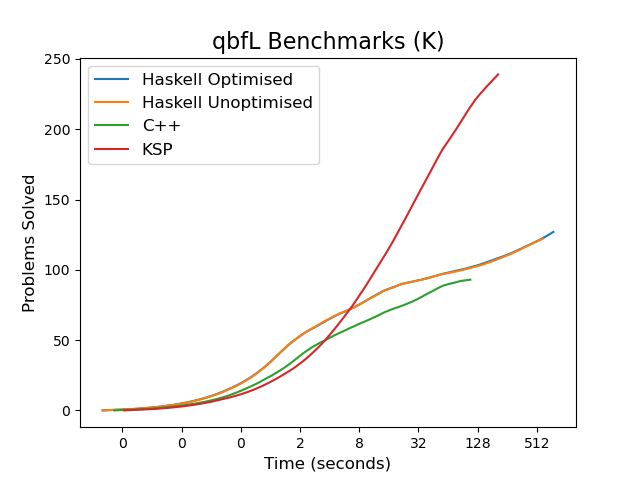 qbfL Benchmarks (K)
Haskell Optimised
Haskell Unoptimised
C++
KSP
Problems Solved
250
200
150
100
50
0
0 0 0 2 8 32 128 512
Time (seconds)